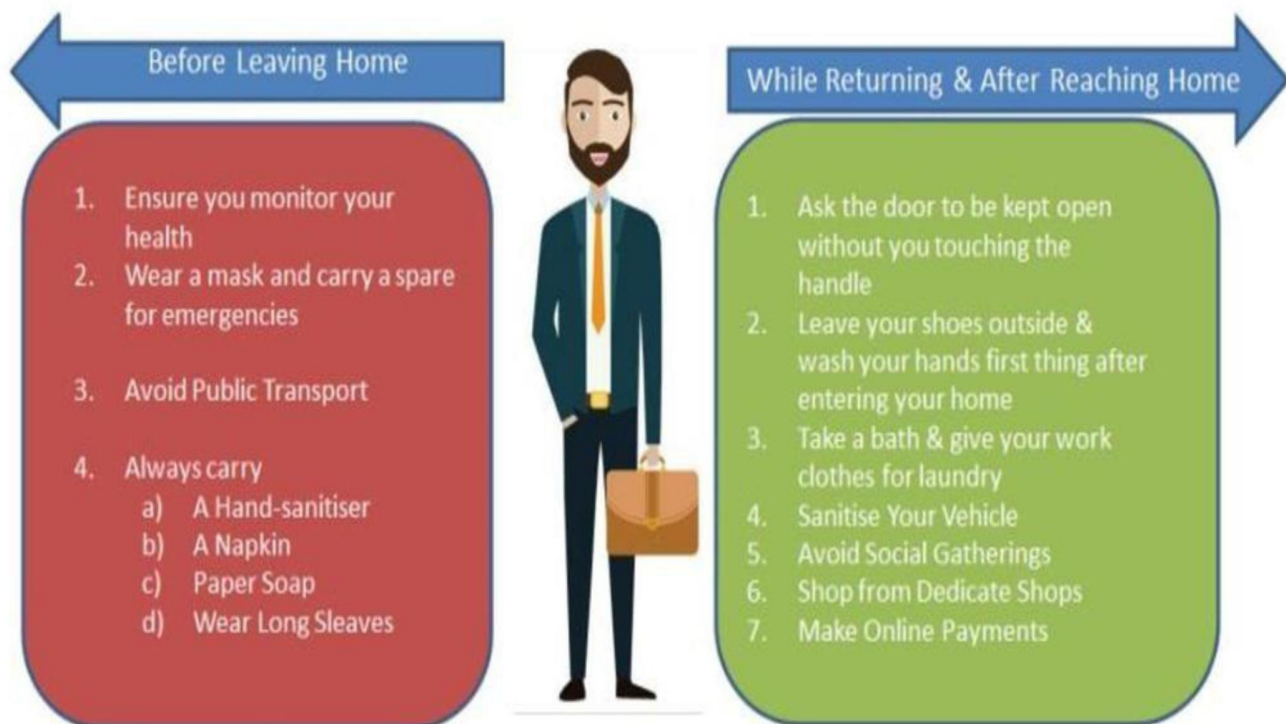 Before Leaving Home
1. Ensure you monitor your
health
2. Wear a mask and carry a spare
for emergencies
3. Avoid Public Transport
4. Always carry
a) A Hand-sanitiser
b) A Napkin
c) Paper Soap
d) Wear Long Sleaves
While Returning & After Reaching Home
1. Ask the door to be kept open
without you touching the
handle
2. Leave your shoes outside &
wash your hands first thing after
entering your home
3. Take a bath & give your work
clothes for laundry
4. Sanitise Your Vehicle
5. Avoid Social Gatherings
6. Shop from Dedicate Shops
7. Make Online Payments